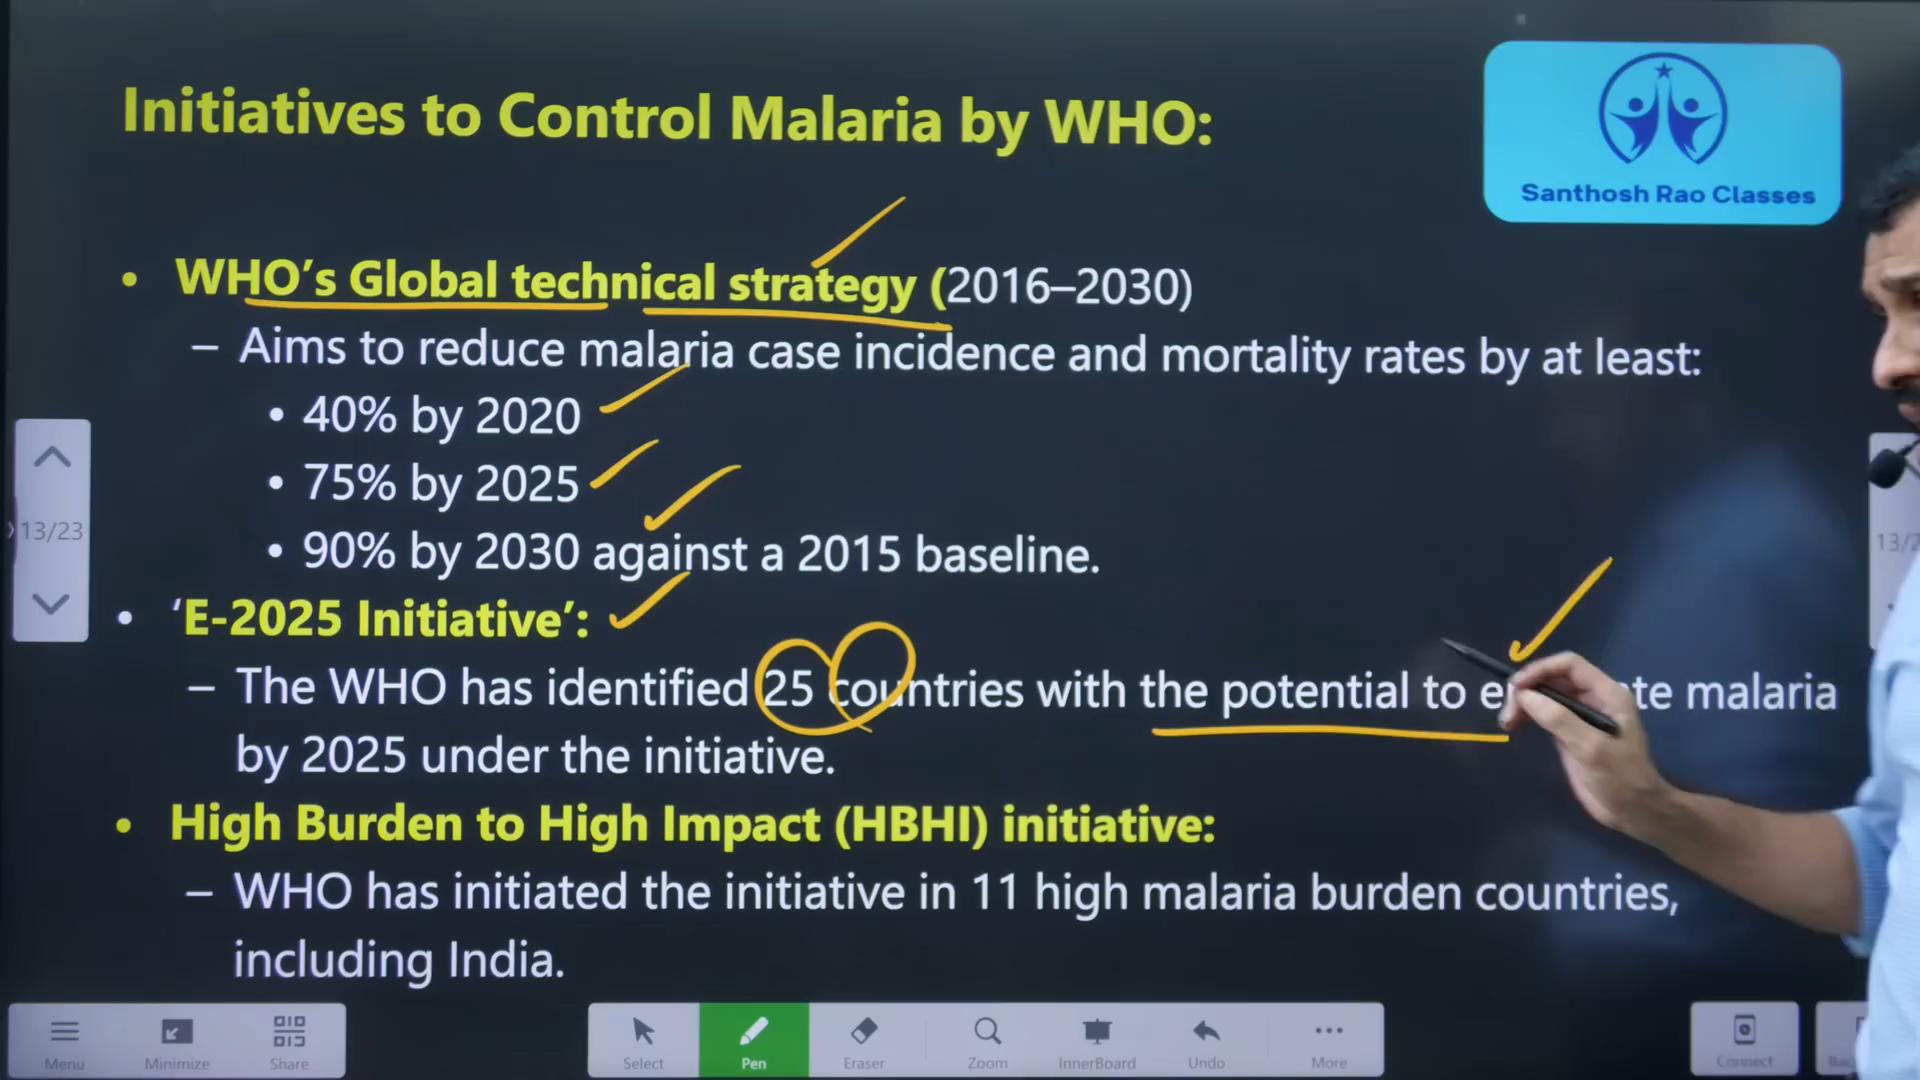 Initiatives to Control Malaria by WHO:
Santhosh Rao Classes
• WHO's Global technical strategy (2016–2030)
– Aims to reduce malaria case incidence and mortality rates by at least:
• 40% by 2020
• 75% by 2025
• 90% by 2030 against a 2015 baseline.
• 'E-2025 Initiative':
– The WHO has identified 25 countries with the potential to malaria
by 2025 under the initiative.
• High Burden to High Impact (HBHI) initiative:
– WHO has initiated the initiative in 11 high malaria burden countries,
including India.
13/23
Menu Minimize Share Select Pen Eraser Zoom InnerBoard Undo More Connect